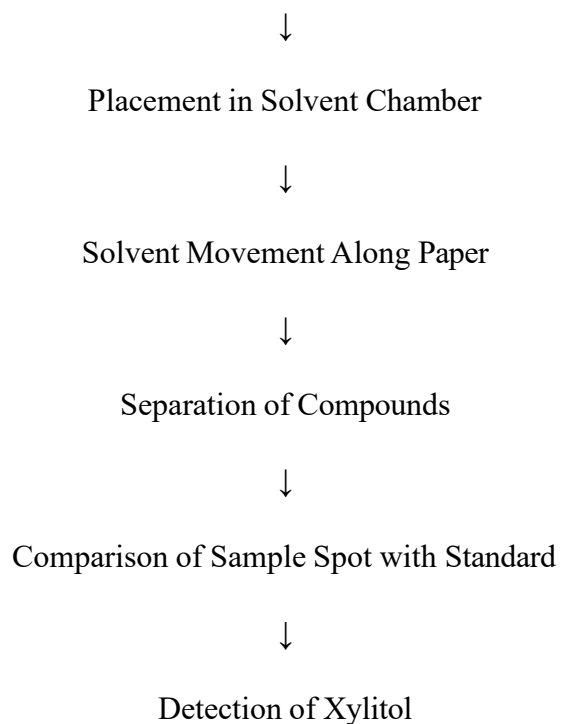 ↓
Placement in Solvent Chamber
↓
Solvent Movement Along Paper
↓
Separation of Compounds
↓
Comparison of Sample Spot with Standard
↓
Detection of Xylitol